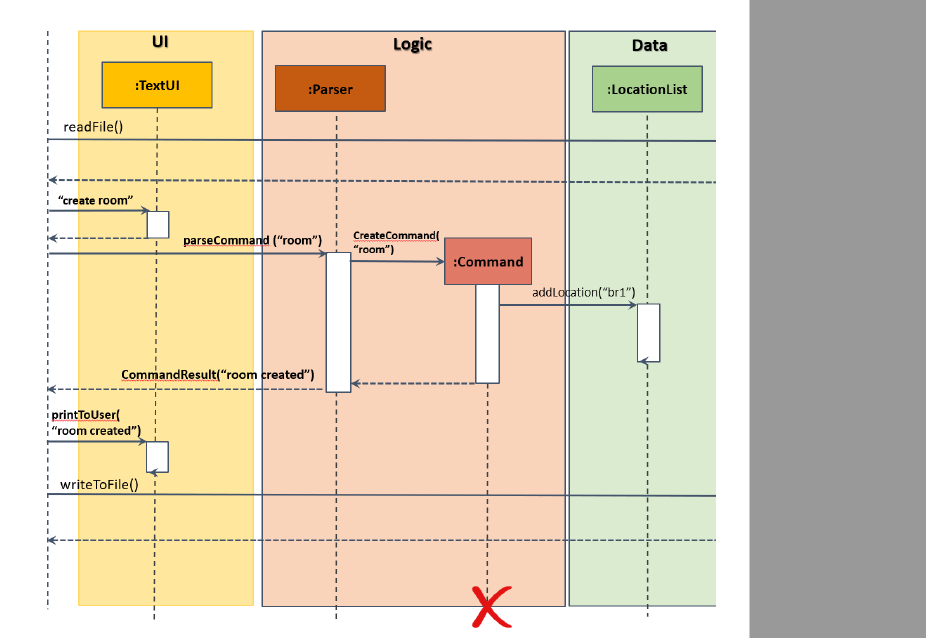 UI
Logic
Data
:TextUI
:Parser
:LocationList
readFile()
“create room”
parseCommand (“room”)
CreateCommand(
“room”)
:Command
addLocation(“br1”)
CommandResult(“room created”)
printToUser(
“room created”)
writeToFile()